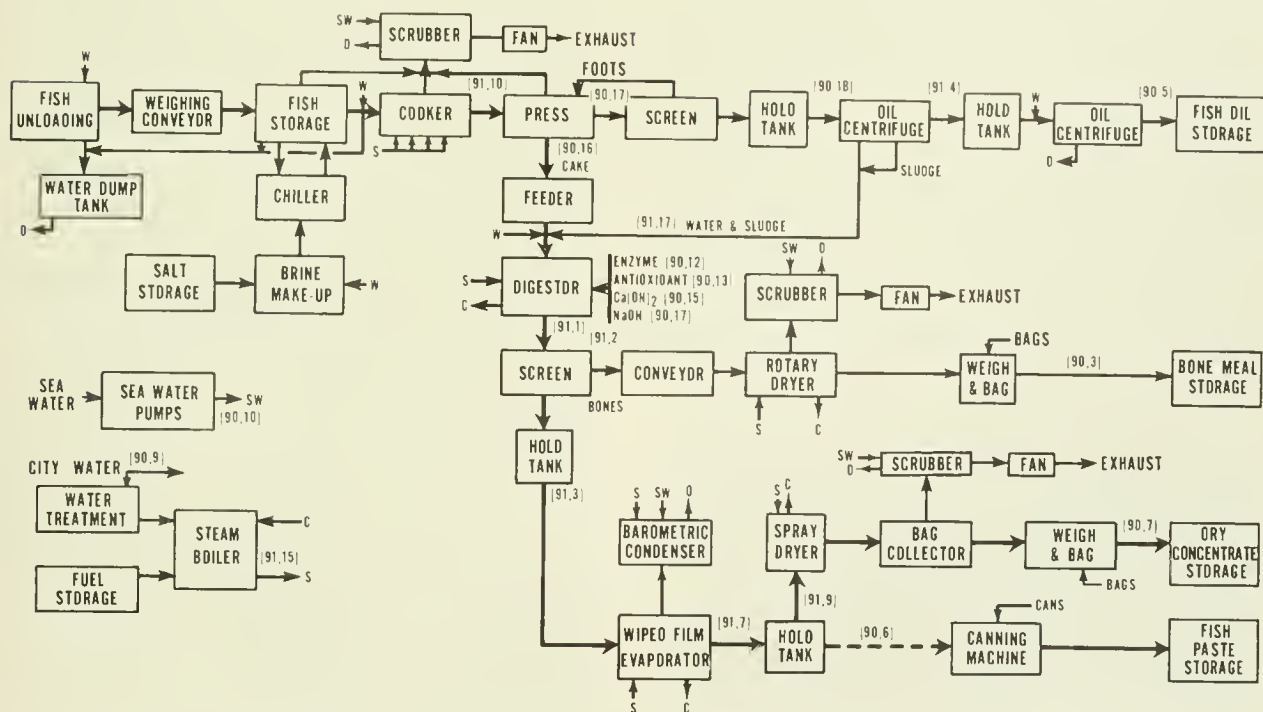 SW
D
SCRUBBER
FAN
EXHAUST
W
FISH
UNLOADING
WEIGHING
CONVEYOR
FISH
STORAGE
W
COOKER
[91,10]
PRESS
FOOTS
[90,17]
SCREEN
HOLD
TANK
[90,18]
OIL
CENTRIFUGE
[91,4]
HOLD
TANK
W
OIL
CENTRIFUGE
D
[90,5]
FISH OIL
STORAGE
S
[90,16]
CAKE
SLUDGE
WATER DUMP
TANK
D
CHILLER
FEEDER
[91,17] WATER & SLUDGE
W
SALT
STORAGE
BRINE
MAKE-UP
W
S
C
DIGESTOR
ENZYME [90,12]
ANTIOXIDANT [90,13]
Ca[OH]2 [90,15]
NaOH [90,17]
SW
D
SCRUBBER
FAN
EXHAUST
[91,1]
[91,2
SCREEN
BONES
CONVEYOR
ROTARY
DRYER
S
C
BAGS
WEIGH
& BAG
[90,3]
BONE MEAL
STORAGE
SEA
WATER
SEA WATER
PUMPS
SW
[90,10]
HOLD
TANK
[91,3]
CITY WATER
[90,9]
WATER
TREATMENT
STEAM
BOILER
C
[91,15]
S
FUEL
STORAGE
S
SW
D
BAROMETRIC
CONDENSER
S
C
SPRAY
DRYER
SW
D
SCRUBBER
FAN
EXHAUST
BAG
COLLECTOR
WEIGH
& BAG
BAGS
[90,7]
DRY
CONCENTRATE
STORAGE
[91,9]
WIPED FILM
EVAPORATOR
S
C
[91,7]
HOLD
TANK
[90,6]
CANS
CANNING
MACHINE
FISH
PASTE
STORAGE